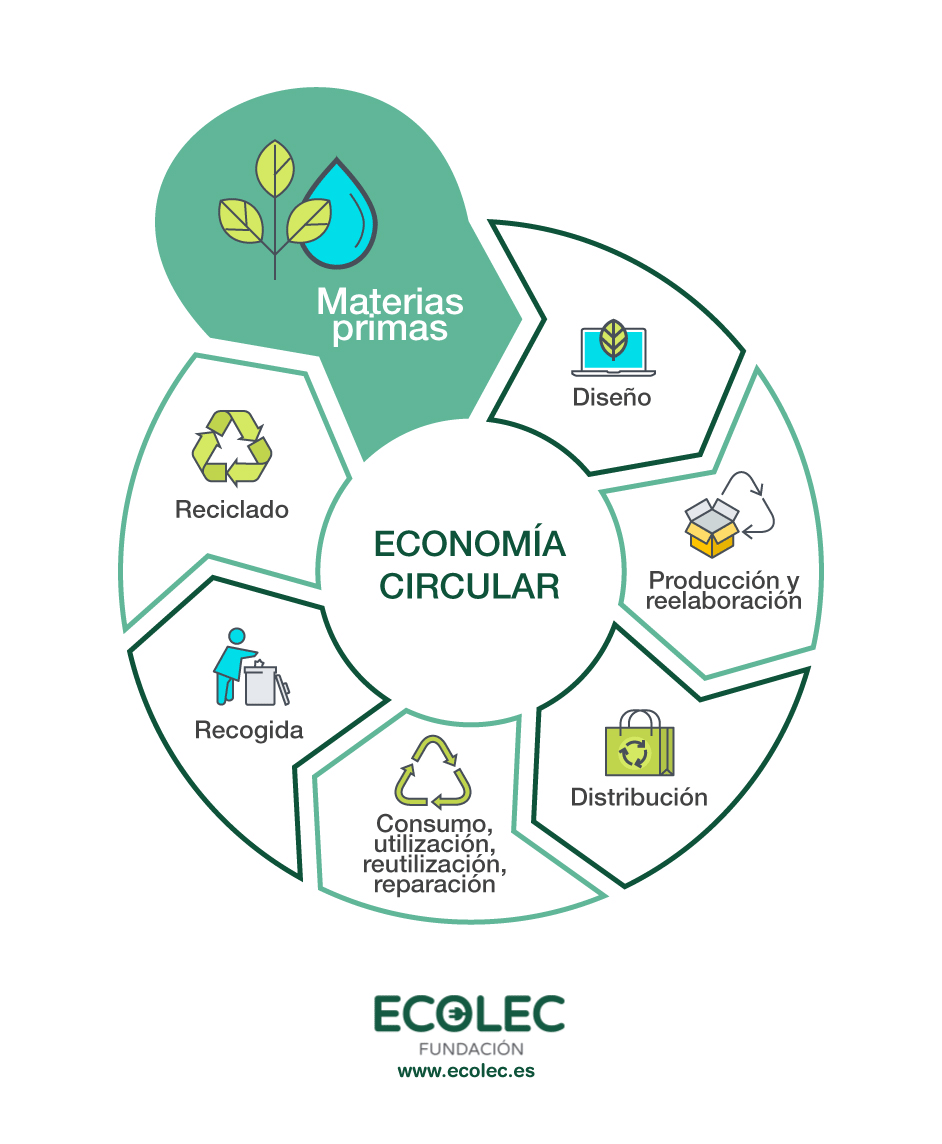 Materias
primas
Diseño
Producción y
reelaboración
Distribución
Consumo,
utilización,
reutilización,
reparación
Recogida
Reciclado
ECONOMÍA
CIRCULAR
ECOLEC
FUNDACIÓN
www.ecolec.es